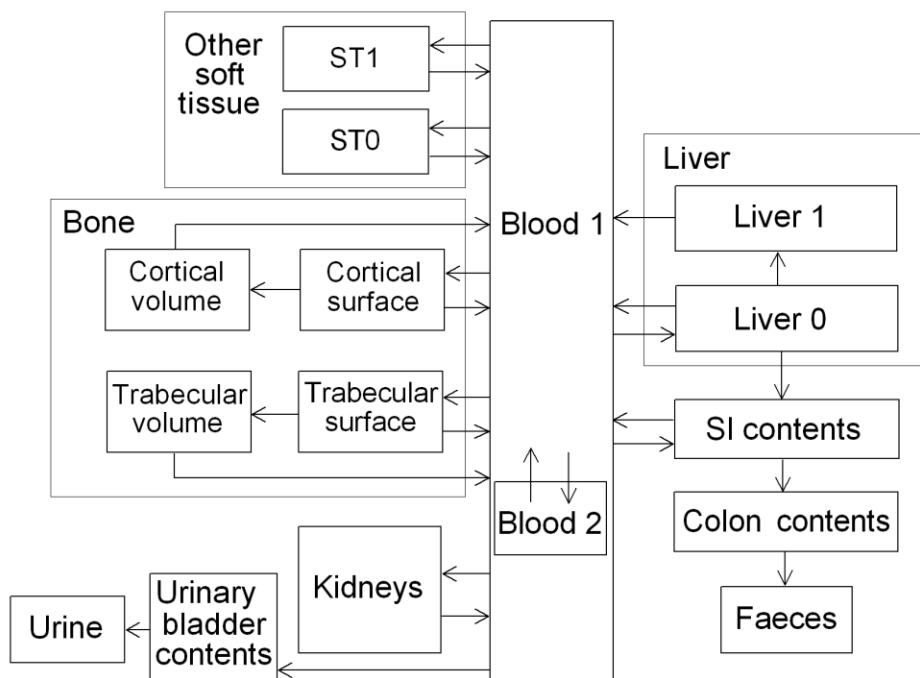 Other
soft
tissue
ST1
ST0
Blood 1
Liver
Liver 1
Liver 0
Bone
Cortical
volume
Cortical
surface
Trabecular
volume
Trabecular
surface
SI contents
Blood 2
Colon contents
Kidneys
Urinary
bladder
contents
Urine
Faeces